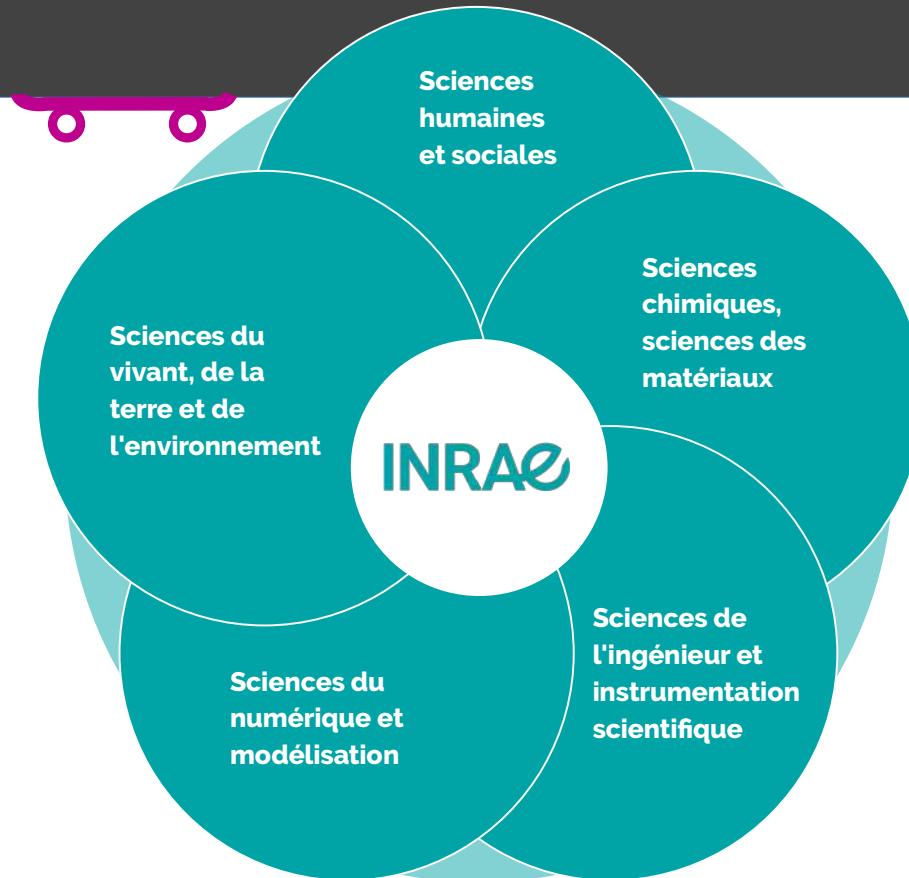 Sciences
humaines
et sociales
Sciences
chimiques,
sciences des
matériaux
Sciences du
vivant, de la
terre et de
l'environnement
INRAE
Sciences de
l'ingénieur et
instrumentation
scientifique
Sciences du
numérique et
modélisation